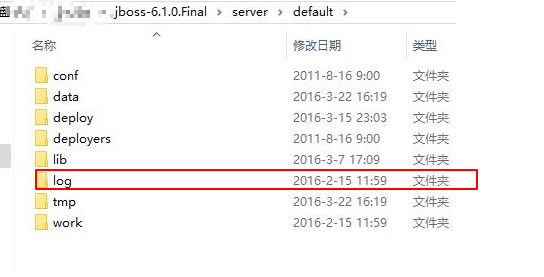 .jboss-6.1.0.Final > server > default >
名称 修改日期 类型
conf 2011-8-16 9:00 文件夹
data 2016-3-22 16:19 文件夹
deploy 2016-3-15 23:03 文件夹
deployers 2011-8-16 9:00 文件夹
lib 2016-3-7 17:09 文件夹
log 2016-2-15 11:59 文件夹
tmp 2016-3-22 16:19 文件夹
work 2016-2-15 11:59 文件夹